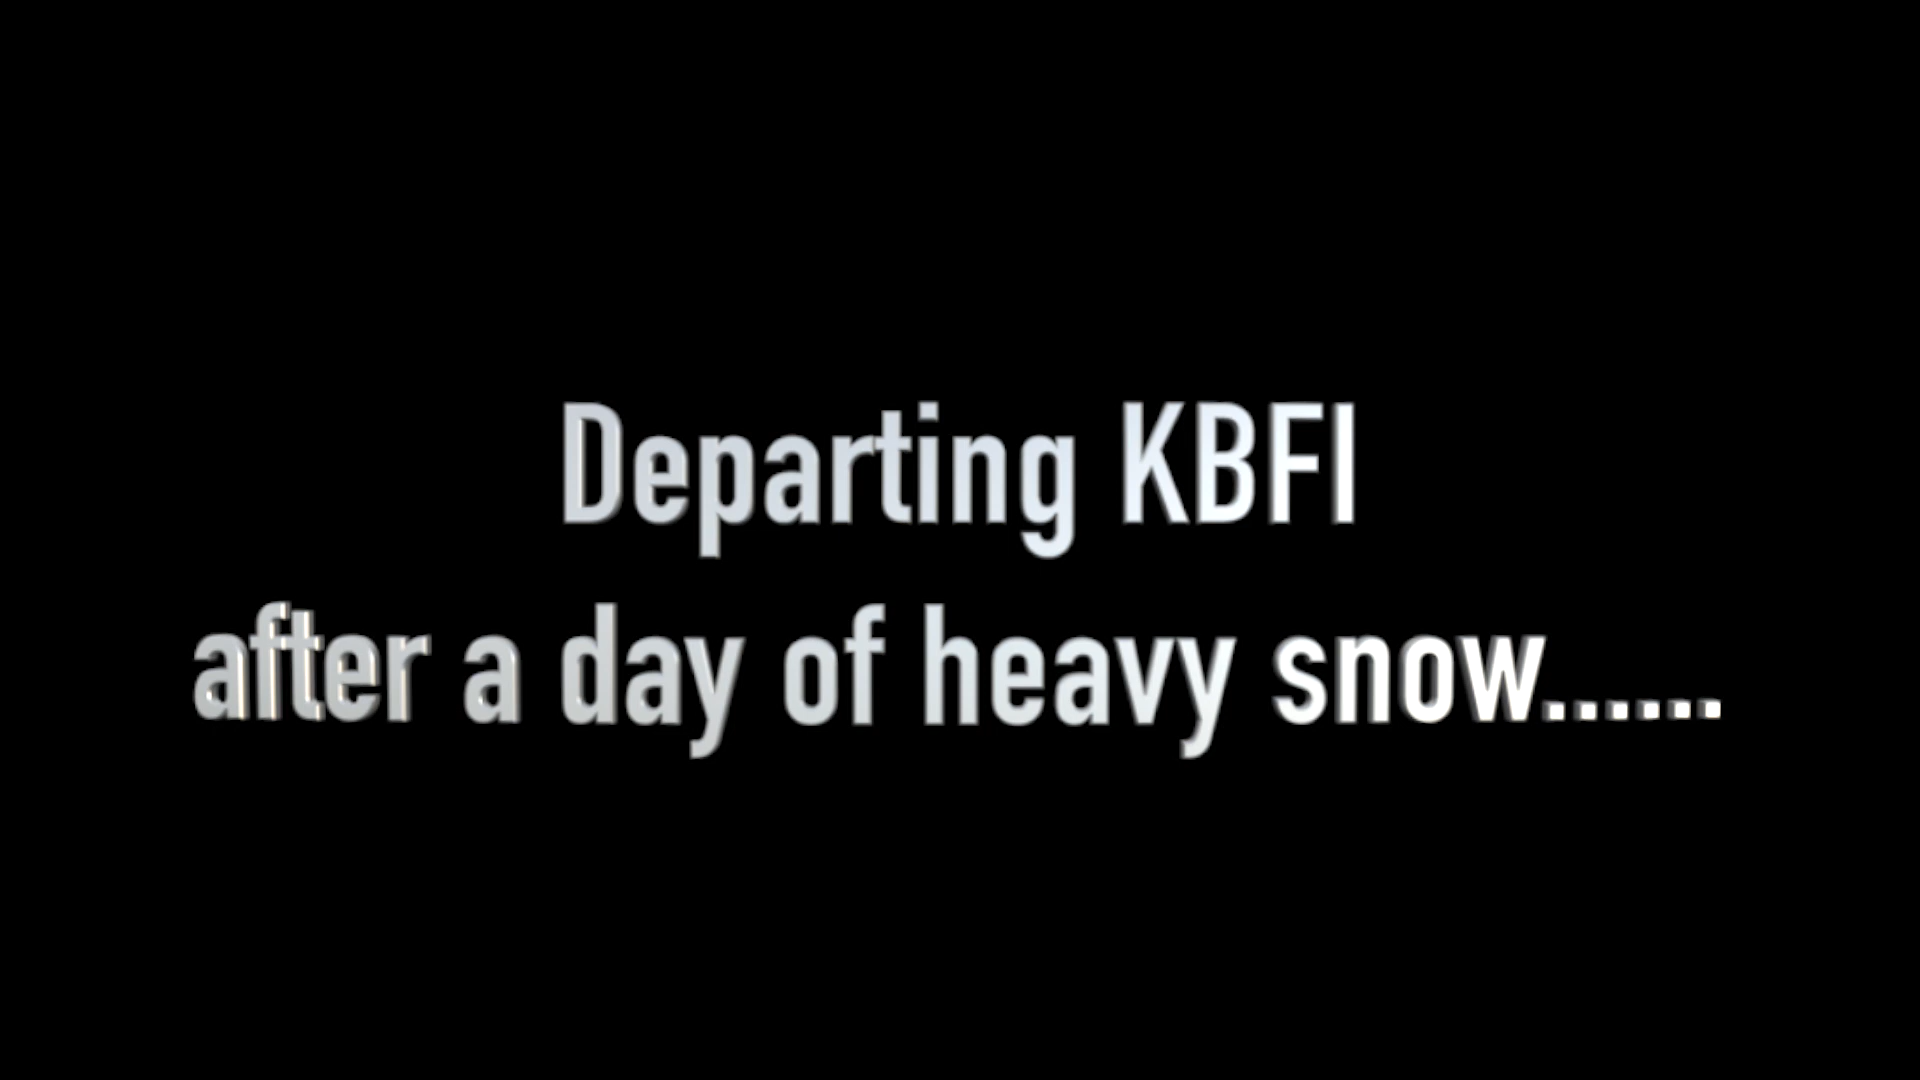 Departing KBFI
after a day of heavy snow......